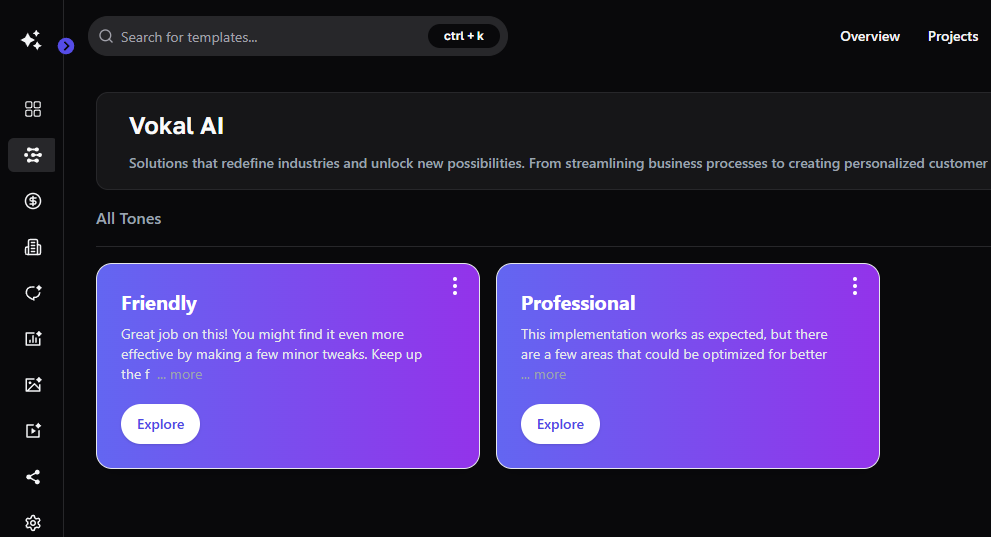 Search for templates...
ctrl + k
Overview
Projects
Vokal AI
Solutions that redefine industries and unlock new possibilities. From streamlining business processes to creating personalized customer
All Tones
Friendly
Great job on this! You might find it even more
effective by making a few minor tweaks. Keep up
the f ... more
Explore
Professional
This implementation works as expected, but there
are a few areas that could be optimized for better
... more
Explore